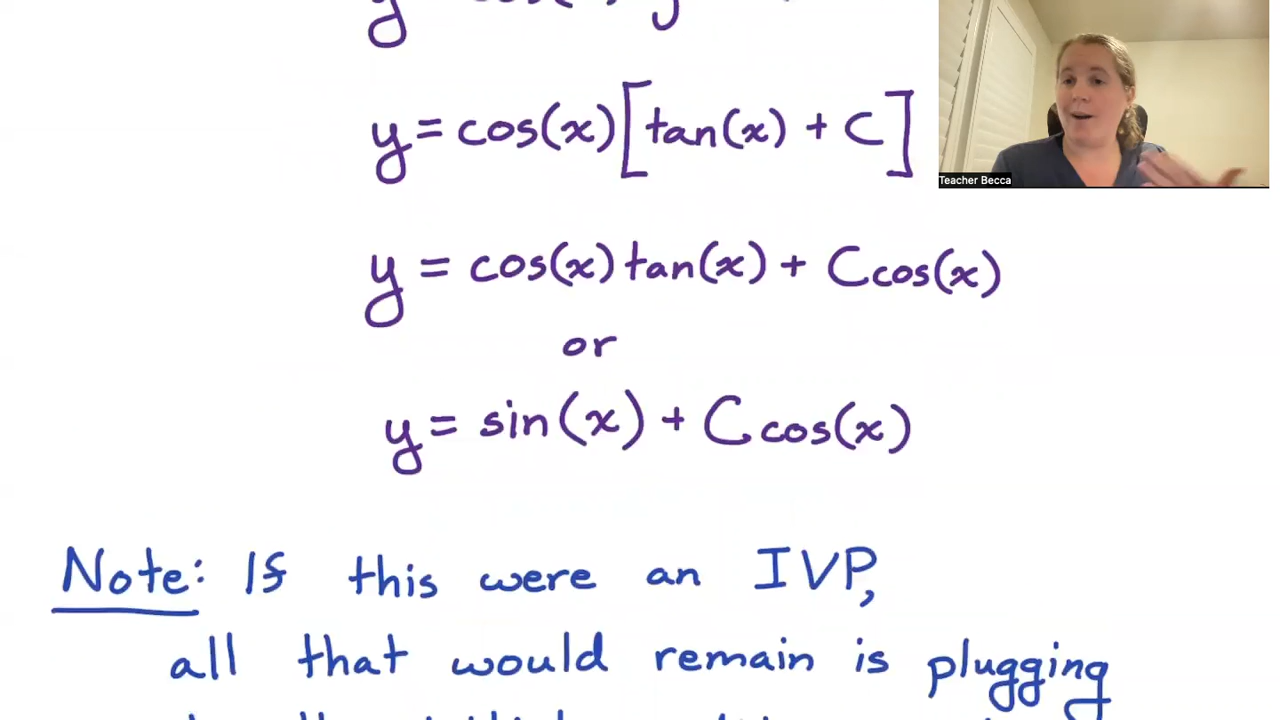 y = cos(x)[tan(x) + C]
Teacher Becca
y = cos(x) tan(x) + C cos(x)
or
y = sin(x) + C cos(x)
Note: If this were an IVP,
all that would remain is plugging